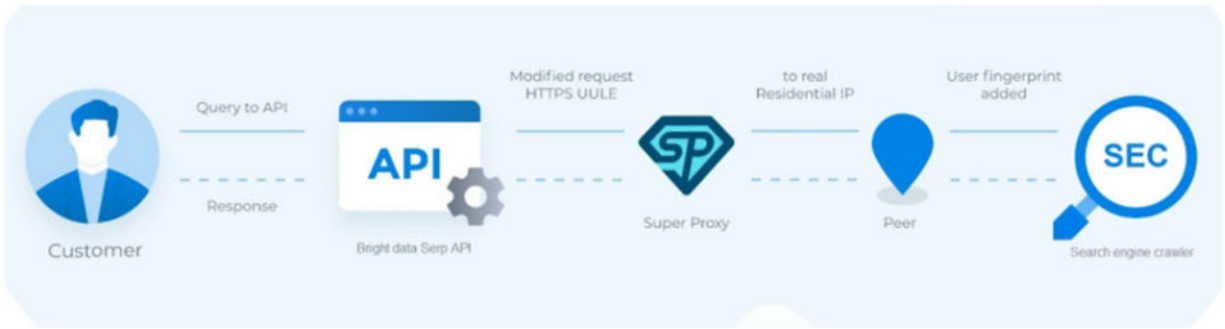 Query to API
Response
Customer
API
Bright data Serp API
Modified request
HTTPS UULE
SP
Super Proxy
to real
Residential IP
Peer
User fingerprint
added
SEC
Search engine crawler